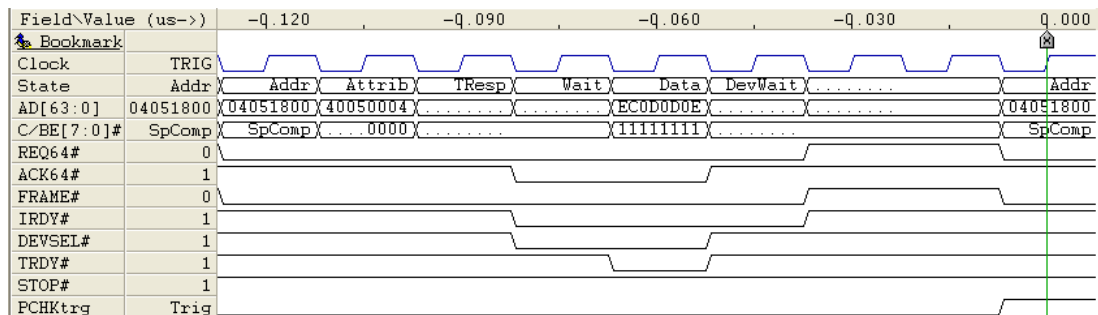 Field\Value (us->) -0.120 -0.090 -0.060 -0.030 0.000
Bookmark
Clock TRIG
State Addr Addr Attrib TResp Wait Data DevWait ........ Addr
AD[63:0] 04051800 04051800 40050004 ........ ........ EC0D0D0E ........ 04051800
C/BE[7:0]# SpComp SpComp ....0000 ........ 11111111 ........ SpComp
REQ64# 0
ACK64# 1
FRAME# 0
IRDY# 1
DEVSEL# 1
TRDY# 1
STOP# 1
PCHKtrg Trig